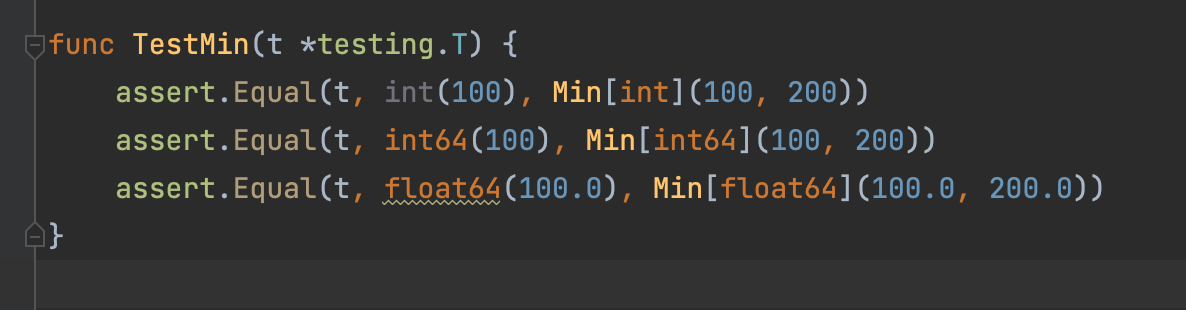 func TestMin(t *testing.T) {
    assert.Equal(t, int(100), Min[int](100, 200))
    assert.Equal(t, int64(100), Min[int64](100, 200))
    assert.Equal(t, float64(100.0), Min[float64](100.0, 200.0))
}